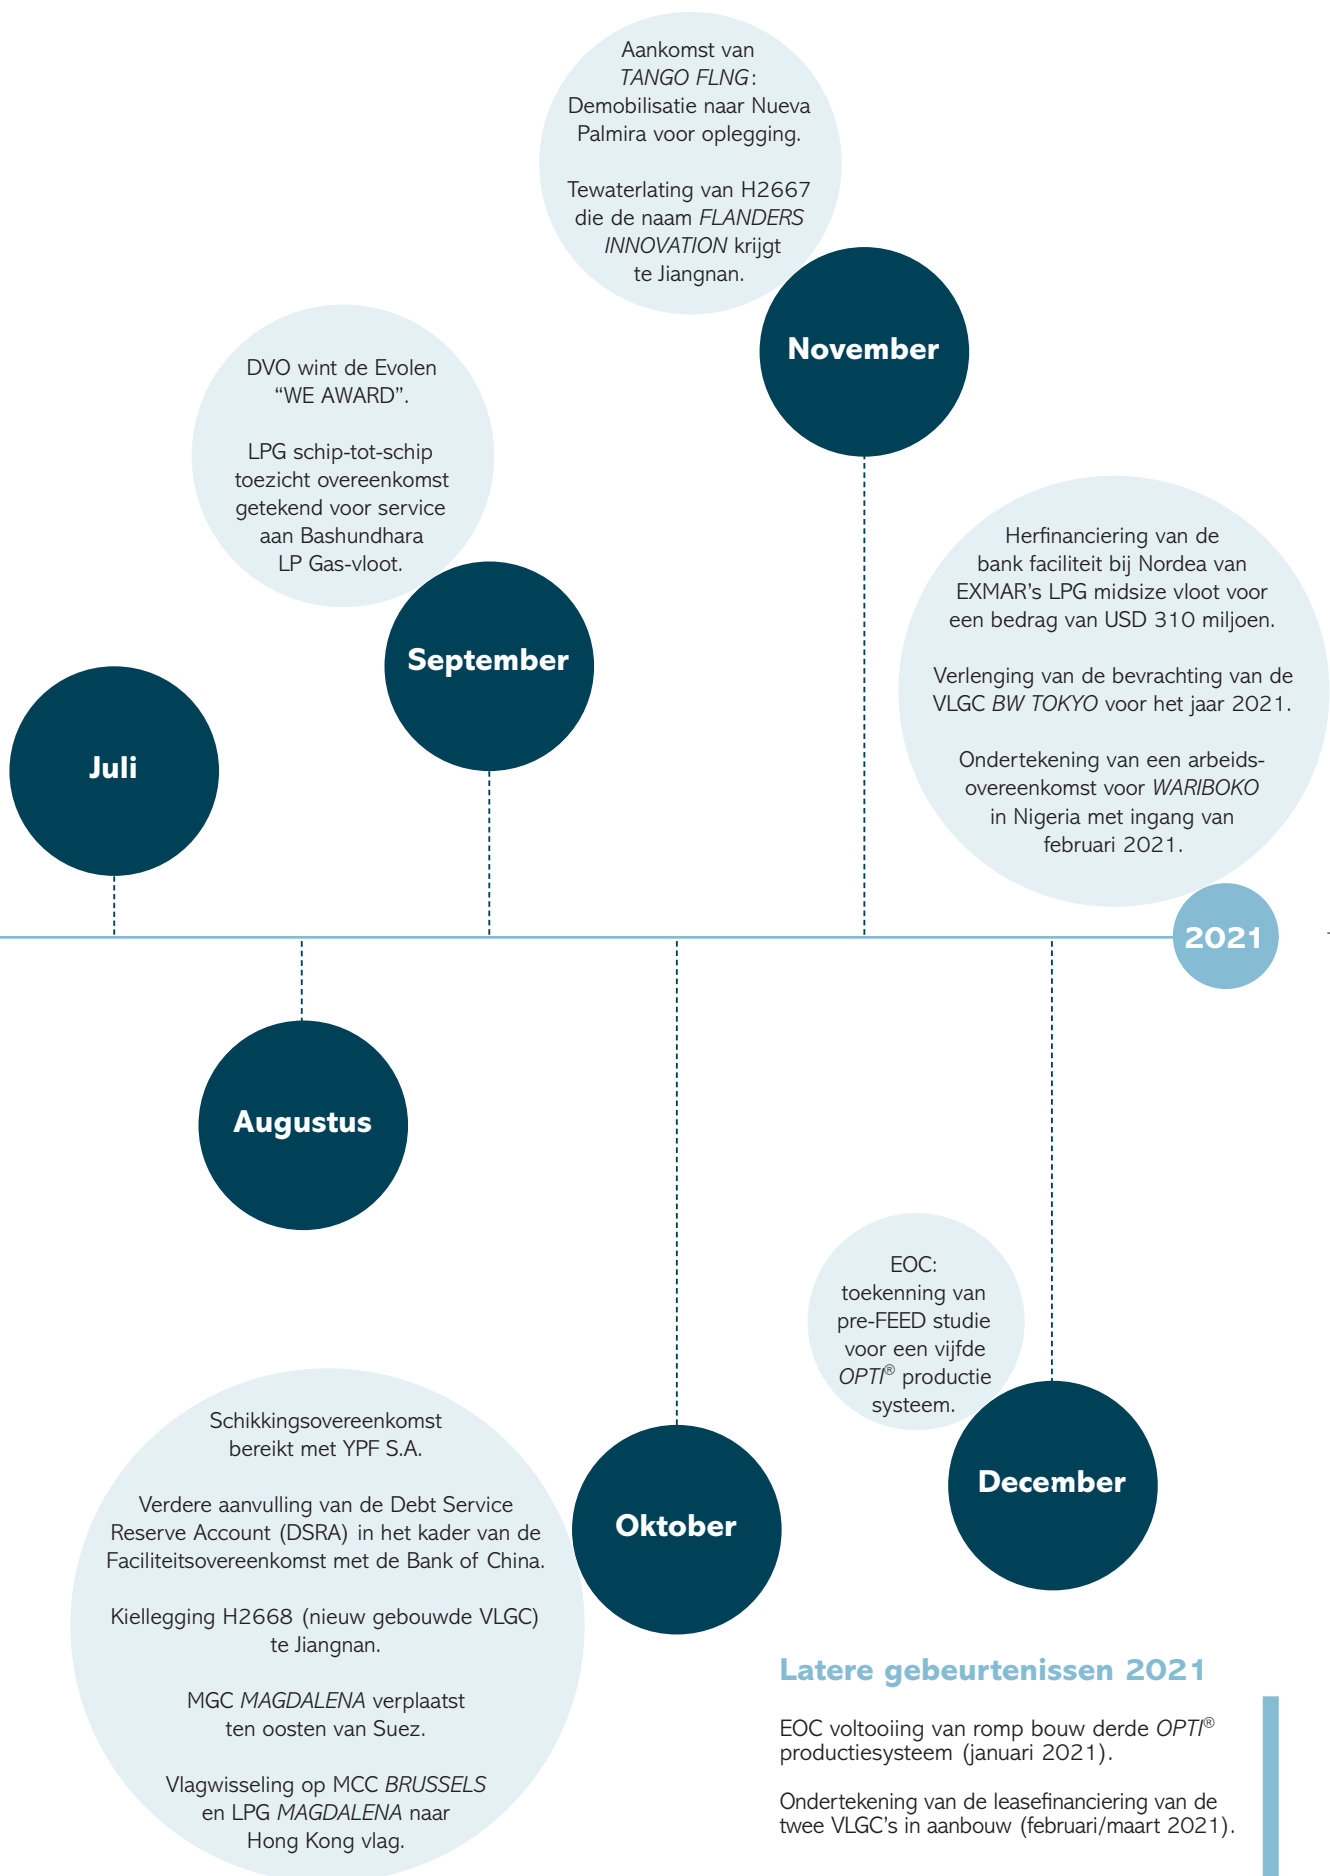 Aankomst van
TANGO FLNG:
Demobilisatie naar Nueva
Palmira voor oplegging.
Tewaterlating van H2667
die de naam FLANDERS
INNOVATION krijgt
te Jiangnan.
November
DVO wint de Evolen
“WE AWARD”.
LPG schip-tot-schip
toezicht overeenkomst
getekend voor service
aan Bashundhara
LP Gas-vloot.
September
Herfinanciering van de
bank faciliteit bij Nordea van
EXMAR’s LPG midsize vloot voor
een bedrag van USD 310 miljoen.
Verlenging van de bevrachting van de
VLGC BW TOKYO voor het jaar 2021.
Ondertekening van een arbeids-
overeenkomst voor WARIBOKO
in Nigeria met ingang van
februari 2021.
Juli
2021
Augustus
EOC:
toekenning van
pre-FEED studie
voor een vijfde
OPTI® productie
systeem.
December
Schikkingsovereenkomst
bereikt met YPF S.A.
Verdere aanvulling van de Debt Service
Reserve Account (DSRA) in het kader van de
Faciliteitsovereenkomst met de Bank of China.
Kiellegging H2668 (nieuw gebouwde VLGC)
te Jiangnan.
MGC MAGDALENA verplaatst
ten oosten van Suez.
Vlagwisseling op MCC BRUSSELS
en LPG MAGDALENA naar
Hong Kong vlag.
Oktober
Latere gebeurtenissen 2021
EOC voltooiing van romp bouw derde OPTI®
productiesysteem (januari 2021).
Ondertekening van de leasefinanciering van de
twee VLGC’s in aanbouw (februari/maart 2021).